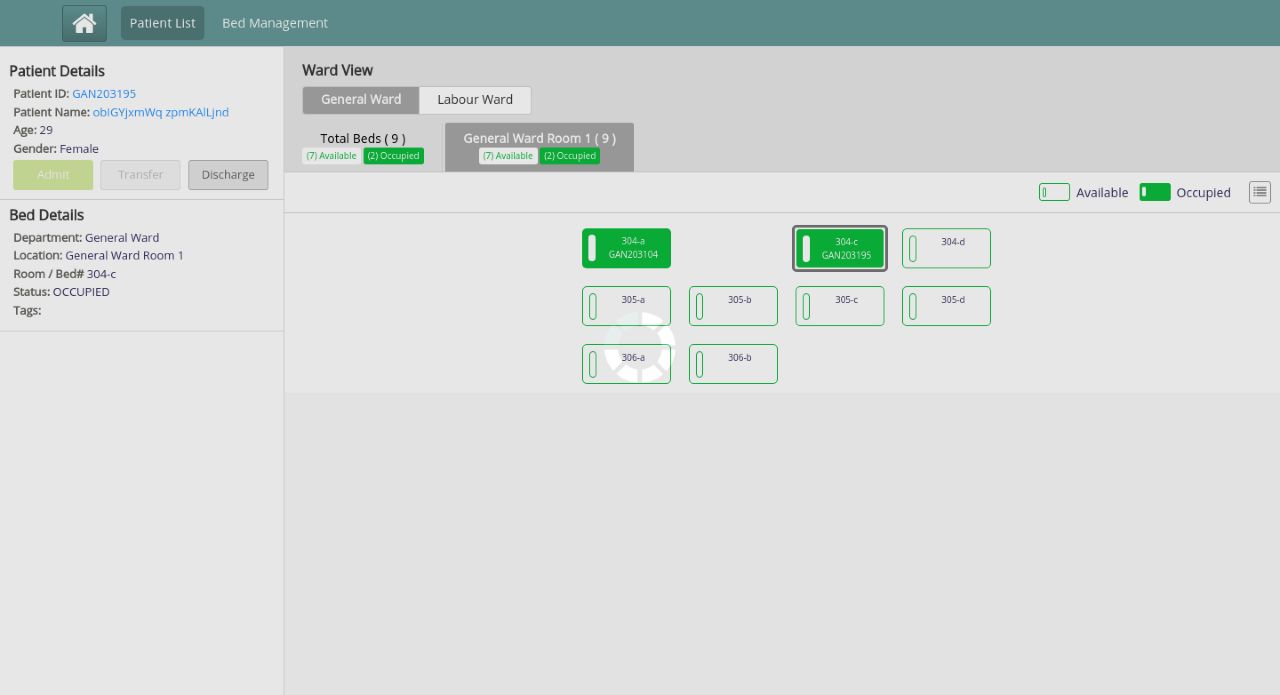 Patient List
Bed Management
Patient Details
Patient ID: GAN203195
Patient Name: obIGYjxmWq zpmKAlLjnd
Age: 29
Gender: Female
Admit
Transfer
Discharge
Bed Details
Department: General Ward
Location: General Ward Room 1
Room / Bed# 304-c
Status: OCCUPIED
Tags:
Ward View
General Ward
Labour Ward
Total Beds ( 9 )
(7) Available
(2) Occupied
General Ward Room 1 ( 9 )
(7) Available
(2) Occupied
Available
Occupied
304-a
GAN203104
304-c
GAN203195
304-d
305-a
305-b
305-c
305-d
306-a
306-b